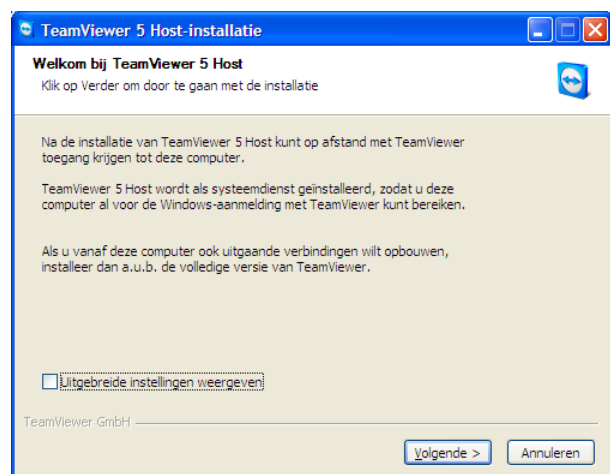 TeamViewer 5 Host-installatie
Welkom bij TeamViewer 5 Host
Klik op Verder om door te gaan met de installatie
Na de installatie van TeamViewer 5 Host kunt op afstand met TeamViewer
toegang krijgen tot deze computer.
TeamViewer 5 Host wordt als systeemdienst geïnstalleerd, zodat u deze
computer al voor de Windows-aanmelding met TeamViewer kunt bereiken.
Als u vanaf deze computer ook uitgaande verbindingen wilt opbouwen,
installeer dan a.u.b. de volledige versie van TeamViewer.
Uitgebreide instellingen weergeven
TeamViewer GmbH
Volgende >
Annuleren